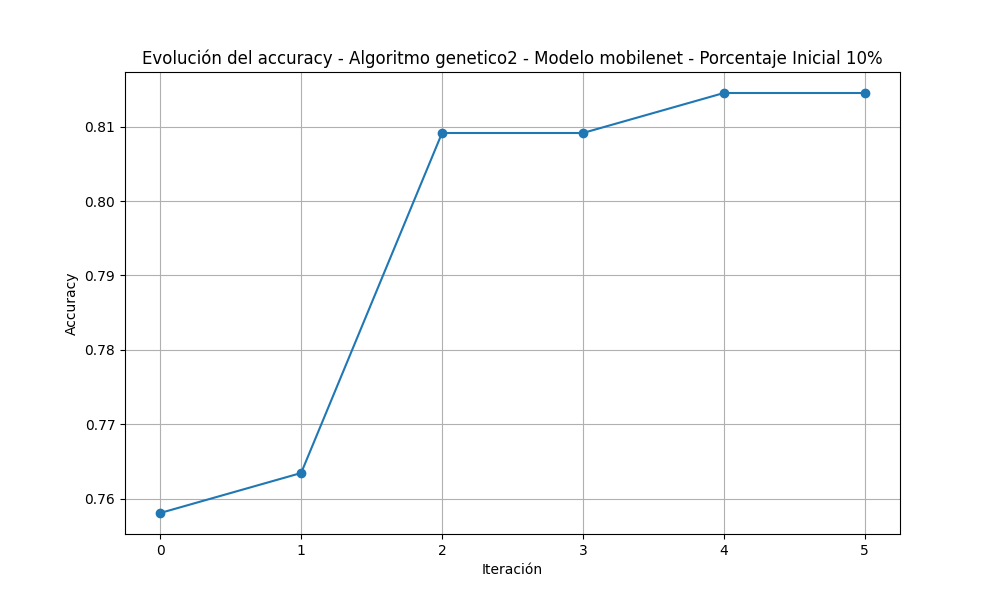 Evolución del accuracy - Algoritmo genetico2 - Modelo mobilenet - Porcentaje Inicial 10%
Accuracy
0.81
0.80
0.79
0.78
0.77
0.76
0 1 2 3 4 5
Iteración